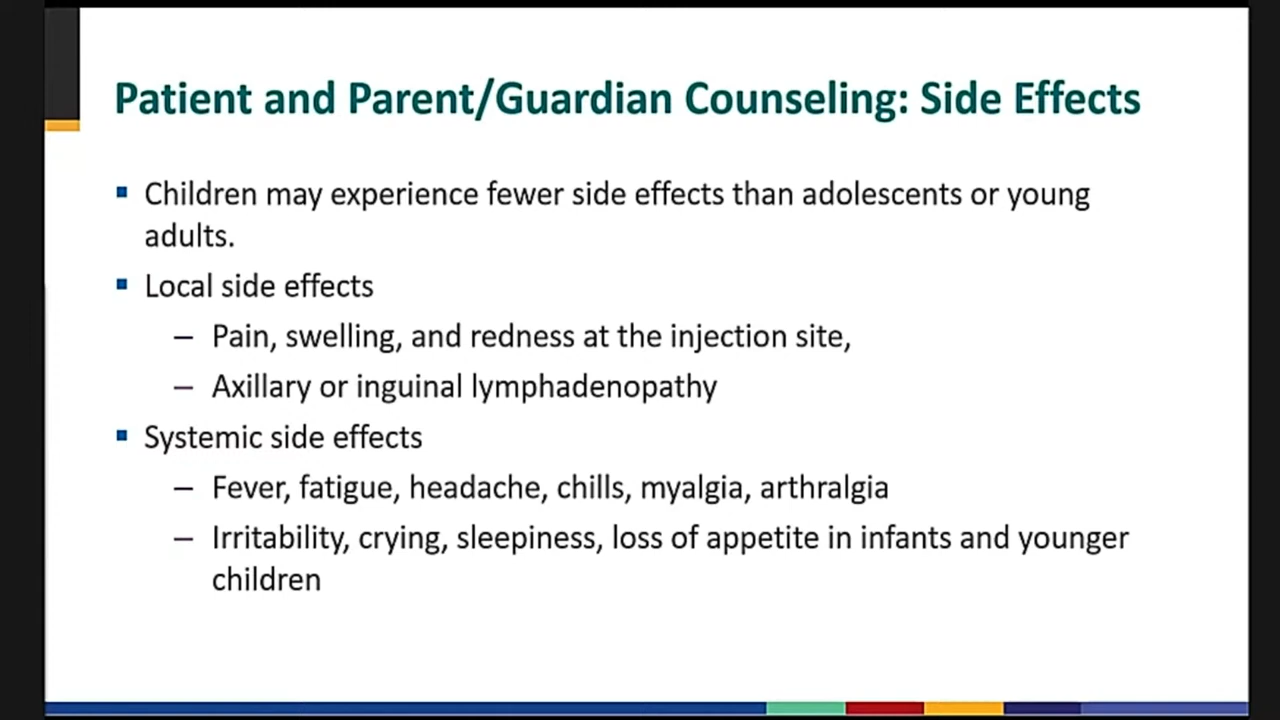 Patient and Parent/Guardian Counseling: Side Effects
▪ Children may experience fewer side effects than adolescents or young
adults.
▪ Local side effects
– Pain, swelling, and redness at the injection site,
– Axillary or inguinal lymphadenopathy
▪ Systemic side effects
– Fever, fatigue, headache, chills, myalgia, arthralgia
– Irritability, crying, sleepiness, loss of appetite in infants and younger
children